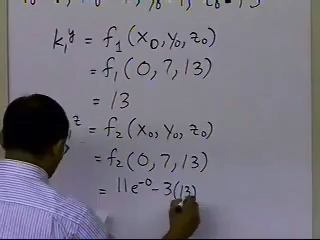 k₁ʸ = f₁(x₀, y₀, z₀)
= f₁(0, 7, 13)
= 13
z = f₂(x₀, y₀, z₀)
= f₂(0, 7, 13)
= 11e⁻⁰ - 3(13)